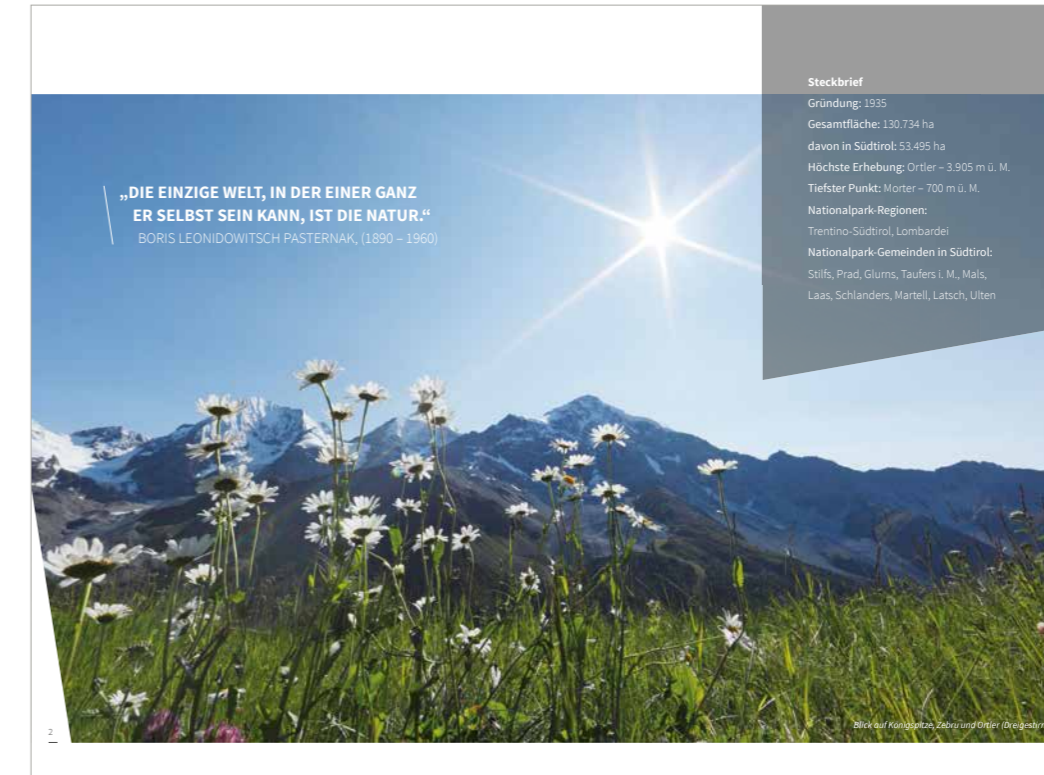 „DIE EINZIGE WELT, IN DER EINER GANZ
ER SELBST SEIN KANN, IST DIE NATUR.“
BORIS LEONIDOWITSCH PASTERNAK, (1890 – 1960)
Steckbrief
Gründung: 1935
Gesamtfläche: 130.734 ha
davon in Südtirol: 53.495 ha
Höchste Erhebung: Ortler – 3.905 m ü. M.
Tiefster Punkt: Morter – 700 m ü. M.
Nationalpark-Regionen:
Trentino-Südtirol, Lombardei
Nationalpark-Gemeinden in Südtirol:
Stilfs, Prad, Glurns, Taufers i. M., Mals,
Laas, Schlanders, Martell, Latsch, Ulten
Blick auf Königspitze, Zebru und Ortler (Dreigestirn
2